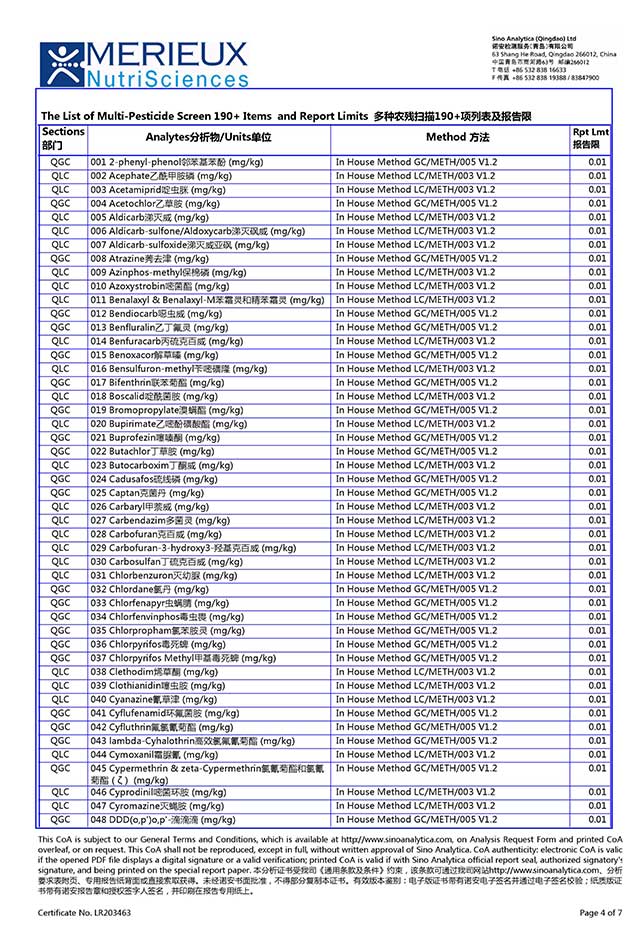 MERIEUX
NutriSciences
Sino Analytica (Qingdao) Ltd
诺安检测服务(青岛)有限公司
63 Shang He Road, Qingdao 266012, China
中国青岛市商河路63号 邮编266012
T 电话 +86 532 838 16633
F 传真 +86 532 838 19388 / 83847900
The List of Multi-Pesticide Screen 190+ Items and Report Limits 多种农残扫描190+项列表及报告限
Sections 部门 Analytes分析物/Units单位 Method 方法 Rpt Lmt 报告限
QGC 001 2-phenyl-phenol邻苯基苯酚 (mg/kg) In House Method GC/METH/005 V1.2 0.01
QLC 002 Acephate乙酰甲胺磷 (mg/kg) In House Method LC/METH/003 V1.2 0.01
QLC 003 Acetamiprid啶虫脒 (mg/kg) In House Method LC/METH/003 V1.2 0.01
QGC 004 Acetochlor乙草胺 (mg/kg) In House Method GC/METH/005 V1.2 0.01
QLC 005 Aldicarb涕灭威 (mg/kg) In House Method LC/METH/003 V1.2 0.01
QLC 006 Aldicarb-sulfone/Aldoxycarb涕灭砜威 (mg/kg) In House Method LC/METH/003 V1.2 0.01
QLC 007 Aldicarb-sulfoxide涕灭威亚砜 (mg/kg) In House Method LC/METH/003 V1.2 0.01
QGC 008 Atrazine莠去津 (mg/kg) In House Method GC/METH/005 V1.2 0.01
QLC 009 Azinphos-methyl保棉磷 (mg/kg) In House Method LC/METH/003 V1.2 0.01
QLC 010 Azoxystrobin嘧菌酯 (mg/kg) In House Method LC/METH/003 V1.2 0.01
QLC 011 Benalaxyl & Benalaxyl-M苯霜灵和精苯霜灵 (mg/kg) In House Method LC/METH/003 V1.2 0.01
QGC 012 Bendiocarb噁虫威 (mg/kg) In House Method GC/METH/005 V1.2 0.01
QGC 013 Benfluralin乙丁氟灵 (mg/kg) In House Method GC/METH/005 V1.2 0.01
QLC 014 Benfuracarb丙硫克百威 (mg/kg) In House Method LC/METH/003 V1.2 0.01
QGC 015 Benoxacor解草嗪 (mg/kg) In House Method GC/METH/005 V1.2 0.01
QLC 016 Bensulfuron-methyl苄嘧磺隆 (mg/kg) In House Method LC/METH/003 V1.2 0.01
QGC 017 Bifenthrin联苯菊酯 (mg/kg) In House Method GC/METH/005 V1.2 0.01
QLC 018 Boscalid啶酰菌胺 (mg/kg) In House Method LC/METH/003 V1.2 0.01
QGC 019 Bromopropylate溴螨酯 (mg/kg) In House Method GC/METH/005 V1.2 0.01
QLC 020 Bupirimate乙嘧酚磺酸酯 (mg/kg) In House Method LC/METH/003 V1.2 0.01
QGC 021 Buprofezin噻嗪酮 (mg/kg) In House Method GC/METH/005 V1.2 0.01
QGC 022 Butachlor丁草胺 (mg/kg) In House Method GC/METH/005 V1.2 0.01
QLC 023 Butocarboxim丁酮威 (mg/kg) In House Method LC/METH/003 V1.2 0.01
QGC 024 Cadusafos硫线磷 (mg/kg) In House Method GC/METH/005 V1.2 0.01
QGC 025 Captan克菌丹 (mg/kg) In House Method GC/METH/005 V1.2 0.01
QLC 026 Carbaryl甲萘威 (mg/kg) In House Method LC/METH/003 V1.2 0.01
QLC 027 Carbendazim多菌灵 (mg/kg) In House Method LC/METH/003 V1.2 0.01
QLC 028 Carbofuran克百威 (mg/kg) In House Method LC/METH/003 V1.2 0.01
QLC 029 Carbofuran-3-hydroxy3-羟基克百威 (mg/kg) In House Method LC/METH/003 V1.2 0.01
QLC 030 Carbosulfan丁硫克百威 (mg/kg) In House Method LC/METH/003 V1.2 0.01
QLC 031 Chlorbenzuron灭幼脲 (mg/kg) In House Method LC/METH/003 V1.2 0.01
QGC 032 Chlordane氯丹 (mg/kg) In House Method GC/METH/005 V1.2 0.01
QGC 033 Chlorfenapyr虫螨腈 (mg/kg) In House Method GC/METH/005 V1.2 0.01
QGC 034 Chlorfenvinphos毒虫畏 (mg/kg) In House Method GC/METH/005 V1.2 0.01
QGC 035 Chlorpropham氯苯胺灵 (mg/kg) In House Method GC/METH/005 V1.2 0.01
QGC 036 Chlorpyrifos毒死蜱 (mg/kg) In House Method GC/METH/005 V1.2 0.01
QGC 037 Chlorpyrifos Methyl甲基毒死蜱 (mg/kg) In House Method GC/METH/005 V1.2 0.01
QLC 038 Clethodim烯草酮 (mg/kg) In House Method LC/METH/003 V1.2 0.01
QLC 039 Clothianidin噻虫胺 (mg/kg) In House Method LC/METH/003 V1.2 0.01
QLC 040 Cyanazine氰草津 (mg/kg) In House Method LC/METH/003 V1.2 0.01
QGC 041 Cyflufenamid环氟菌胺 (mg/kg) In House Method GC/METH/005 V1.2 0.01
QGC 042 Cyfluthrin氟氯氰菊酯 (mg/kg) In House Method GC/METH/005 V1.2 0.01
QGC 043 lambda-Cyhalothrin高效氯氟氰菊酯 (mg/kg) In House Method GC/METH/005 V1.2 0.01
QLC 044 Cymoxanil霜脲氰 (mg/kg) In House Method LC/METH/003 V1.2 0.01
QGC 045 Cypermethrin & zeta-Cypermethrin氯氰菊酯和氯氰 In House Method GC/METH/005 V1.2 0.01
菊酯 ( ζ ) (mg/kg)
QLC 046 Cyprodinil嘧菌环胺 (mg/kg) In House Method LC/METH/003 V1.2 0.01
QLC 047 Cyromazine灭蝇胺 (mg/kg) In House Method LC/METH/003 V1.2 0.01
QGC 048 DDD(o,p')o,p'-滴滴滴 (mg/kg) In House Method GC/METH/005 V1.2 0.01
This CoA is subject to our General Terms and Conditions, which is available at http://www.sinoanalytica.com, on Analysis Request Form and printed CoA
overleaf, or on request. This CoA shall not be reproduced, except in full, without written approval of Sino Analytica. CoA authenticity: electronic CoA is valid
if the opened PDF file displays a digital signature or a valid verification; printed CoA is valid if with Sino Analytica official report seal, authorized signatory's
signature, and being printed on the special report paper. 本分析证书受我司《通用条款及条件》约束，该条款可通过我司网站http://www.sinoanalytica.com、分析
要求表附页、专用报告纸背面或直接索取获得。未经诺安书面批准，不得部分复制本证书。有效版本鉴别：电子版证书带有诺安电子签名并通过电子签名校验；纸质版证
书带有诺安报告章和授权签字人签名，并印刷在报告专用纸上。
Certificate No. LR203463 Page 4 of 7